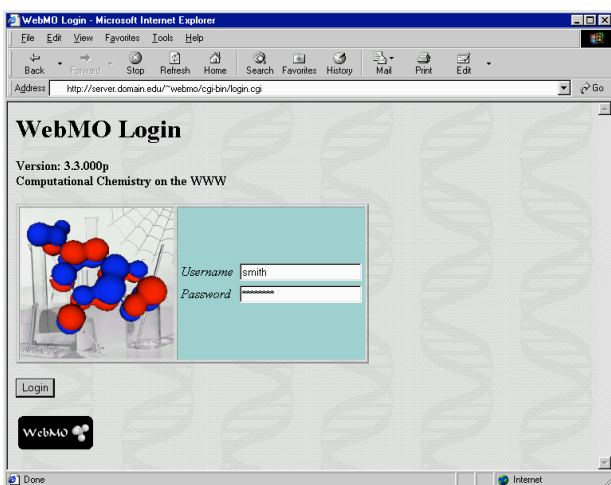 WebMO Login - Microsoft Internet Explorer
File Edit View Favorites Tools Help
Back Forward Stop Refresh Home Search Favorites History Mail Print Edit
Address http://server.domain.edu/~webmo/cgi-bin/login.cgi Go
WebMO Login
Version: 3.3.000p
Computational Chemistry on the WWW
Username smith
Password ********
Login
WebMO
Done Internet